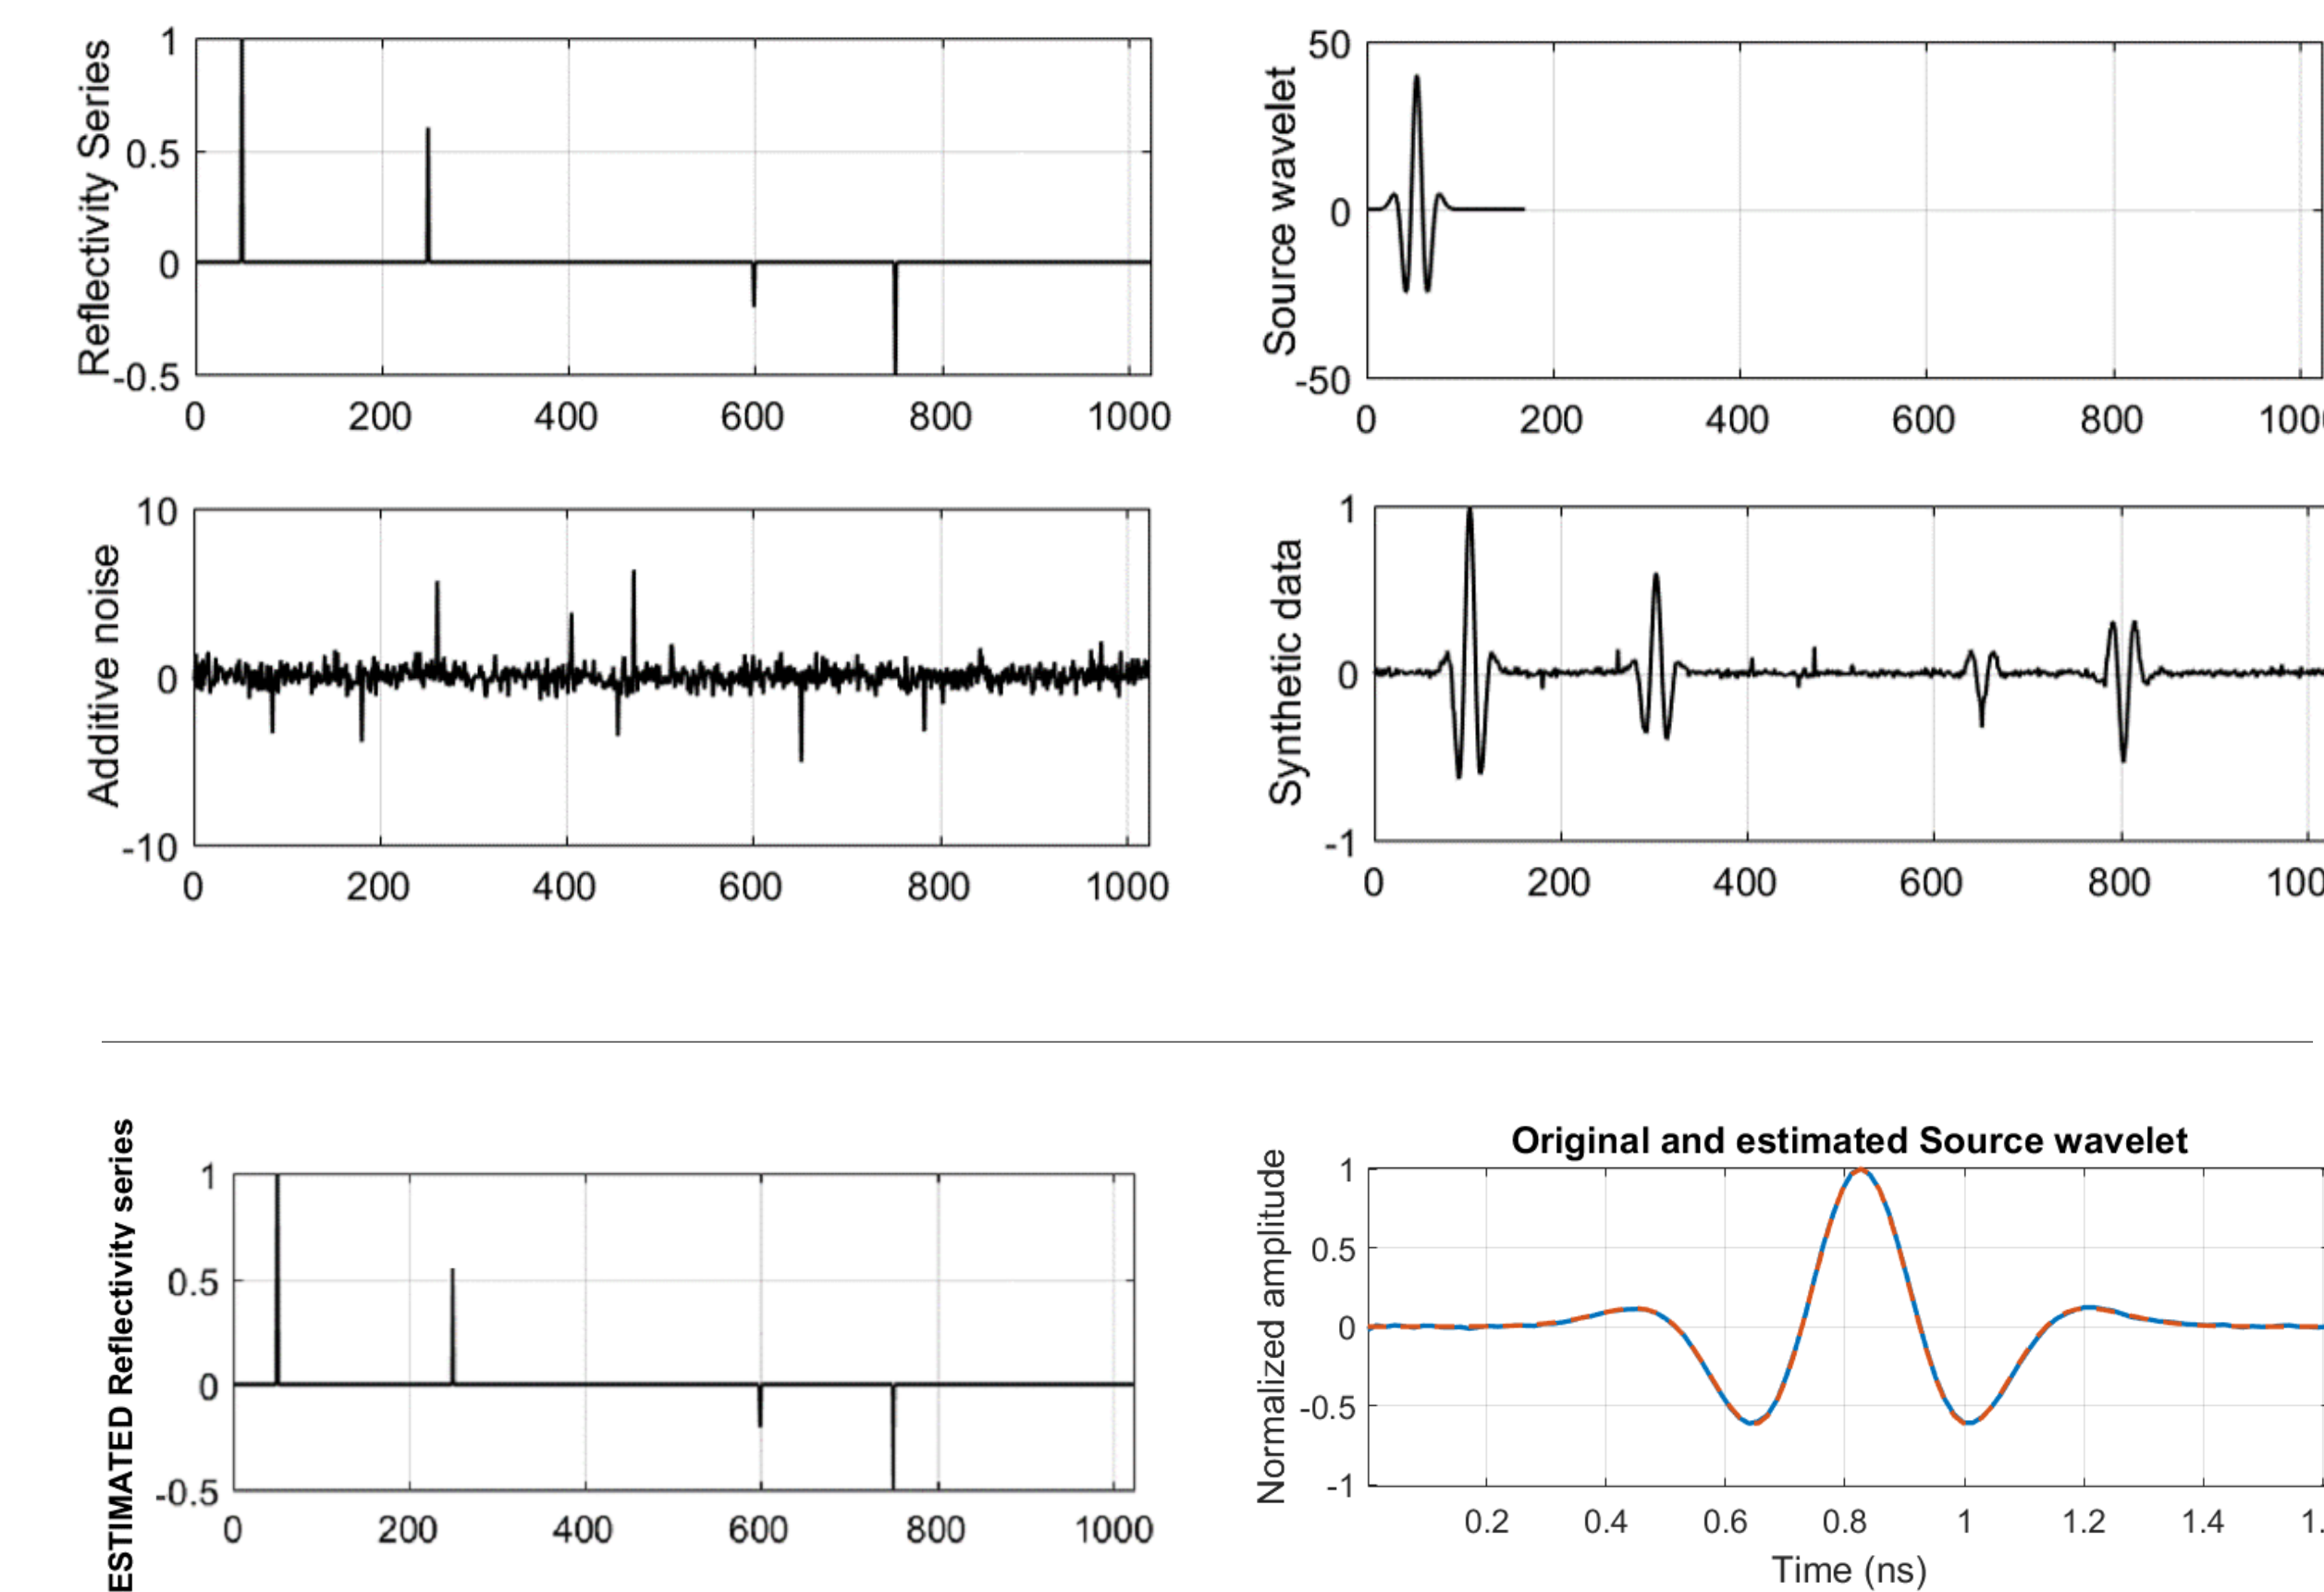 Reflectivity Series
1
0.5
0
-0.5
0 200 400 600 800 1000
Source wavelet
50
0
-50
0 200 400 600 800 100
Additive noise
10
0
-10
0 200 400 600 800 1000
Synthetic data
1
0
-1
0 200 400 600 800 100
ESTIMATED Reflectivity series
1
0.5
0
-0.5
0 200 400 600 800 1000
Original and estimated Source wavelet
Normalized amplitude
1
0.5
0
-0.5
-1
0.2 0.4 0.6 0.8 1 1.2 1.4 1.
Time (ns)